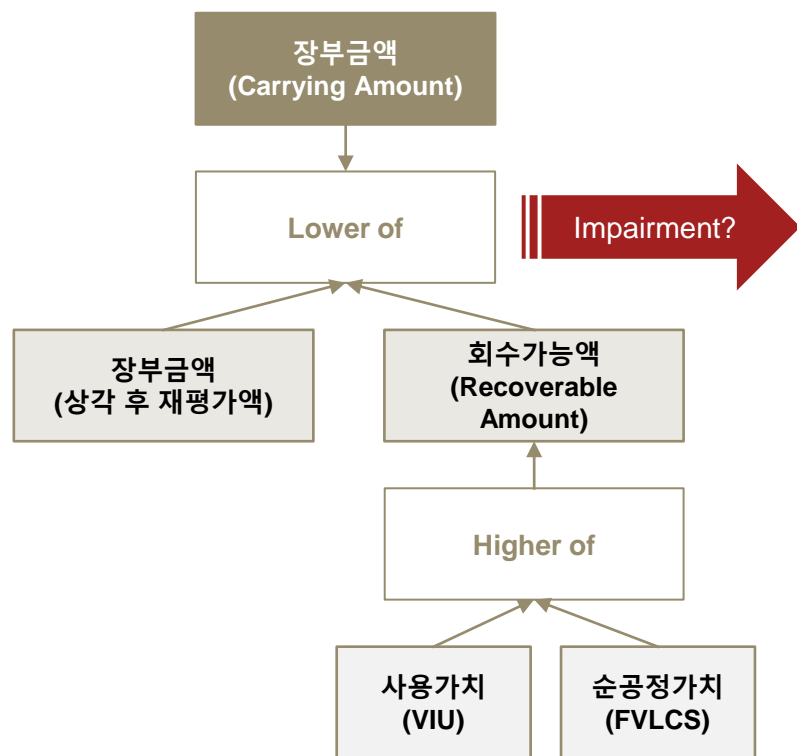 장부금액
(Carrying Amount)
Lower of
Impairment?
장부금액
(상각 후 재평가액)
회수가능액
(Recoverable
Amount)
Higher of
사용가치
(VIU)
순공정가치
(FVLCS)